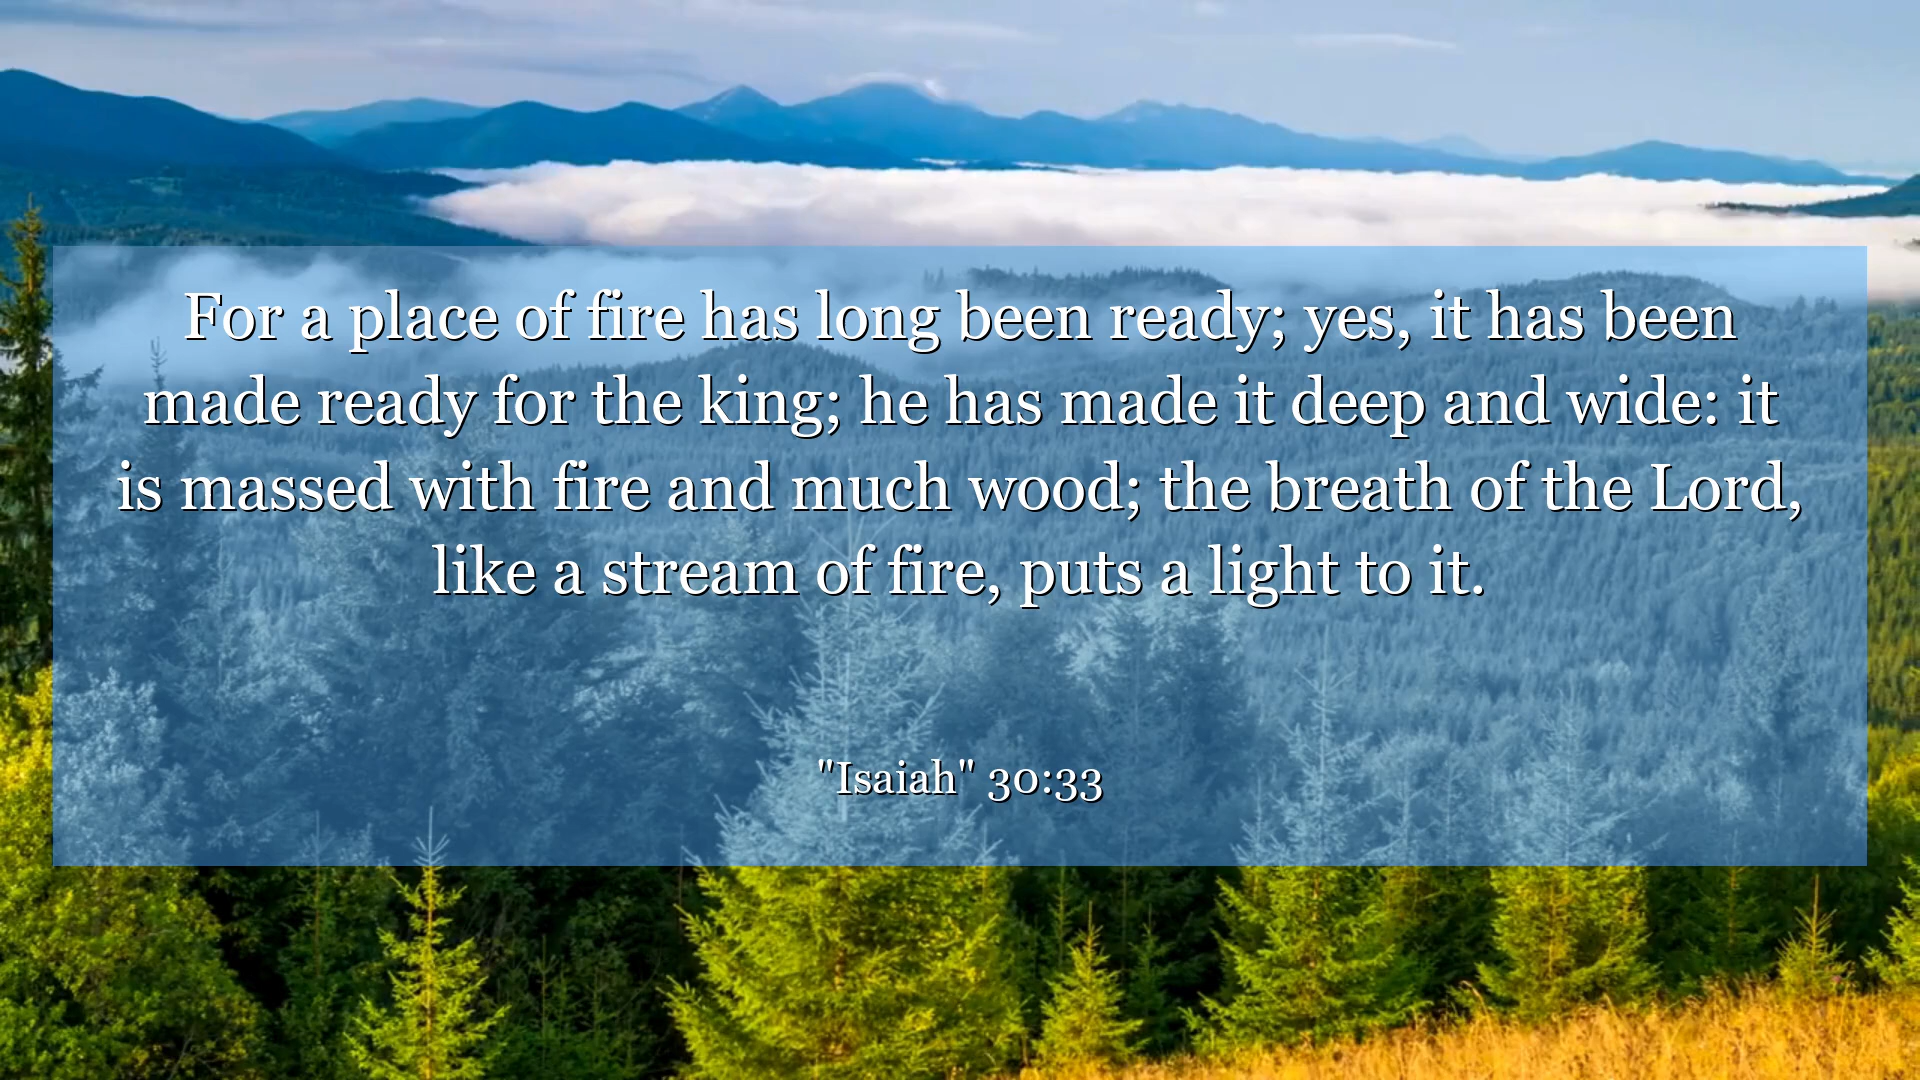 For a place of fire has long been ready; yes, it has been
made ready for the king; he has made it deep and wide: it
is massed with fire and much wood; the breath of the Lord,
like a stream of fire, puts a light to it.
"Isaiah" 30:33